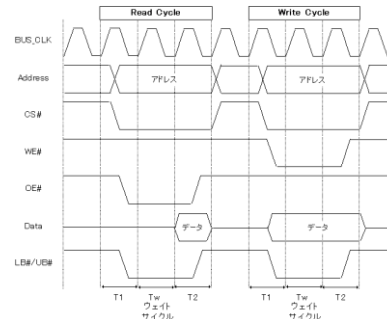 Read Cycle Write Cycle
BUS_CLK
Address アドレス アドレス
CS#
WE#
OE#
Data データ データ
LB#/UB#
T1 Tw T2 T1 Tw T2
ウェイト ウェイト
サイクル サイクル